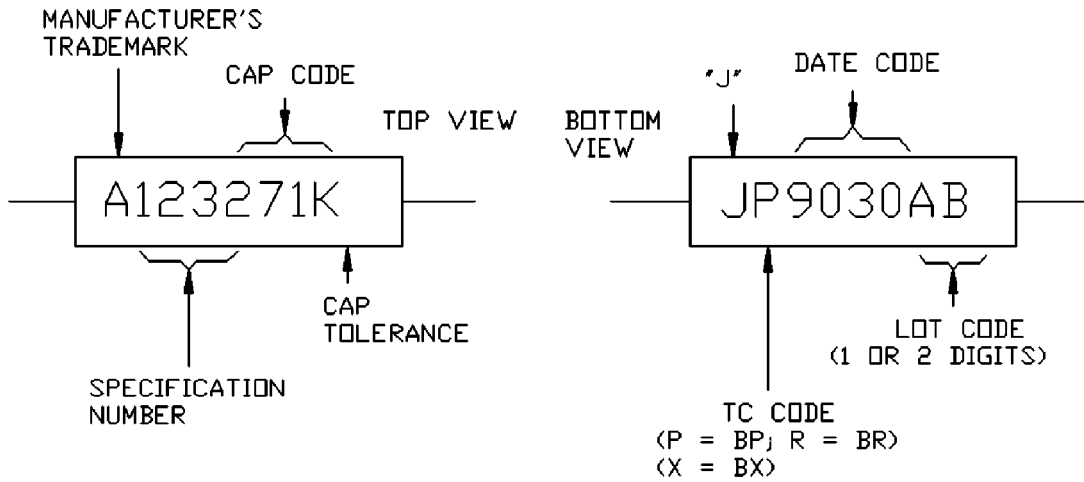 MANUFACTURER'S
TRADEMARK
CAP CODE
TOP VIEW
A123271K
CAP
TOLERANCE
SPECIFICATION
NUMBER
"J"
DATE CODE
BOTTOM
VIEW
JP9030AB
LOT CODE
(1 OR 2 DIGITS)
TC CODE
(P = BP; R = BR)
(X = BX)